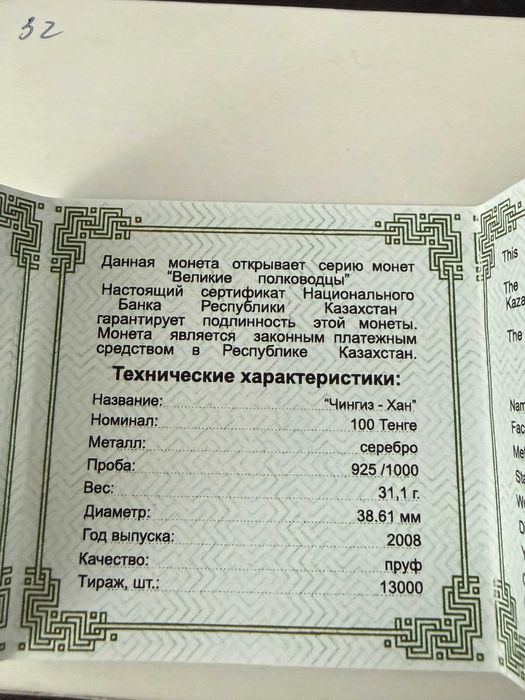 32
Данная монета открывает серию монет
"Великие полководцы"
Настоящий сертификат Национального
Банка Республики Казахстан
гарантирует подлинность этой монеты.
Монета является законным платежным
средством в Республике Казахстан.
Технические характеристики:
Название: "Чингиз - Хан"
Номинал: 100 Тенге
Металл: серебро
Проба: 925 /1000
Вес: 31,1 г.
Диаметр: 38.61 мм
Год выпуска: 2008
Качество: пруф
Тираж, шт.: 13000
This
The
The